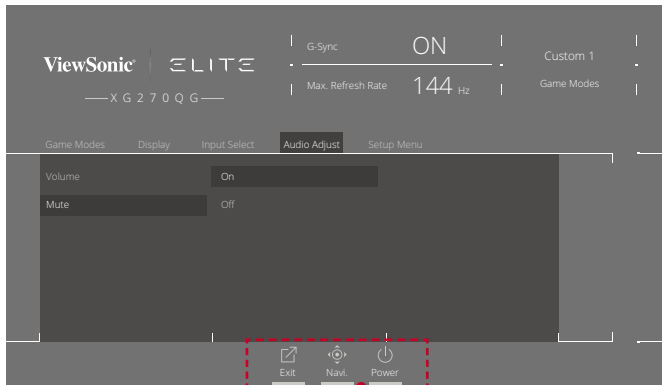 G-Sync ON
Custom 1
ViewSonic ELITE
Max. Refresh Rate 144 Hz
Game Modes
XG270QG
Game Modes Display Input Select Audio Adjust Setup Menu
Volume On
Mute Off
Exit Navi. Power